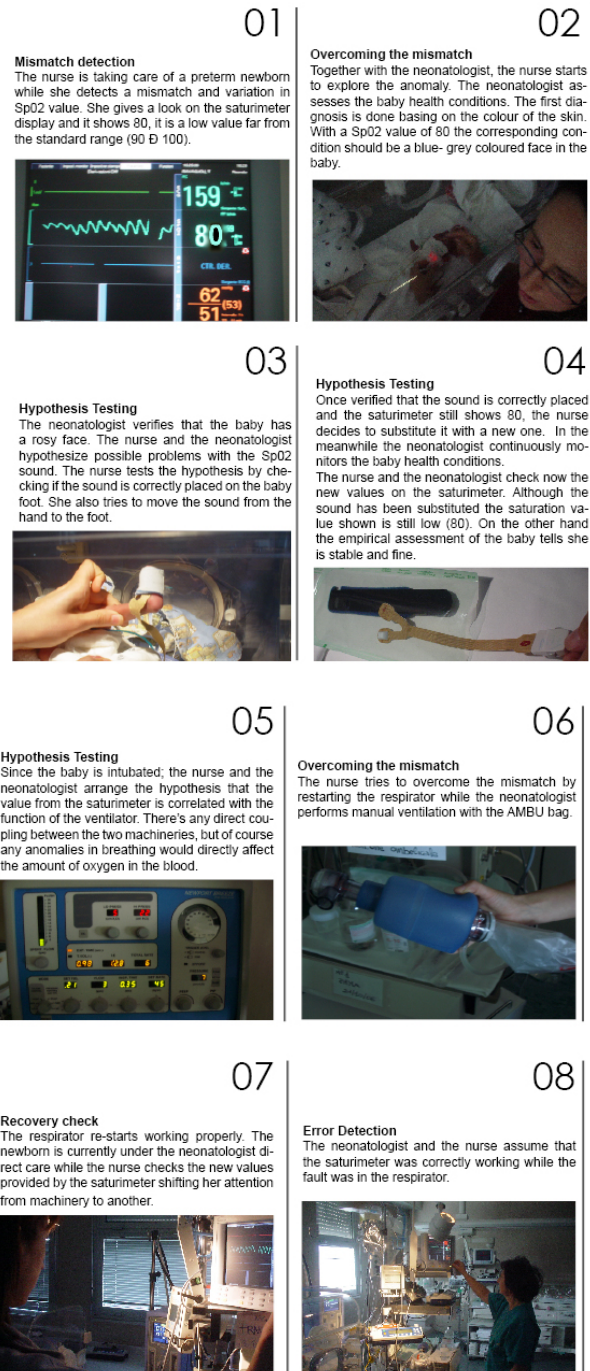 01
Mismatch detection
The nurse is taking care of a preterm newborn
while she detects a mismatch and variation in
Sp02 value. She gives a look on the saturimeter
display and it shows 80, it is a low value far from
the standard range (90 Ð 100).
159
80
CTR. DER.
62
(53)
51
02
Overcoming the mismatch
Together with the neonatologist, the nurse starts
to explore the anomaly. The neonatologist as-
sesses the baby health conditions. The first dia-
gnosis is done basing on the colour of the skin.
With a Sp02 value of 80 the corresponding con-
dition should be a blue- grey coloured face in the
baby.
03
Hypothesis Testing
The neonatologist verifies that the baby has
a rosy face. The nurse and the neonatologist
hypothesize possible problems with the Sp02
sound. The nurse tests the hypothesis by che-
cking if the sound is correctly placed on the baby
foot. She also tries to move the sound from the
hand to the foot.
04
Hypothesis Testing
Once verified that the sound is correctly placed
and the saturimeter still shows 80, the nurse
decides to substitute it with a new one. In the
meanwhile the neonatologist continuously mo-
nitors the baby health conditions.
The nurse and the neonatologist check now the
new values on the saturimeter. Although the
sound has been substituted the saturation va-
lue shown is still low (80). On the other hand
the empirical assessment of the baby tells she
is stable and fine.
05
Hypothesis Testing
Since the baby is intubated; the nurse and the
neonatologist arrange the hypothesis that the
value from the saturimeter is correlated with the
function of the ventilator. There's any direct cou-
pling between the two machineries, but of course
any anomalies in breathing would directly affect
the amount of oxygen in the blood.
06
Overcoming the mismatch
The nurse tries to overcome the mismatch by
restarting the respirator while the neonatologist
performs manual ventilation with the AMBU bag.
07
Recovery check
The respirator re-starts working properly. The
newborn is currently under the neonatologist di-
rect care while the nurse checks the new values
provided by the saturimeter shifting her attention
from machinery to another.
08
Error Detection
The neonatologist and the nurse assume that
the saturimeter was correctly working while the
fault was in the respirator.